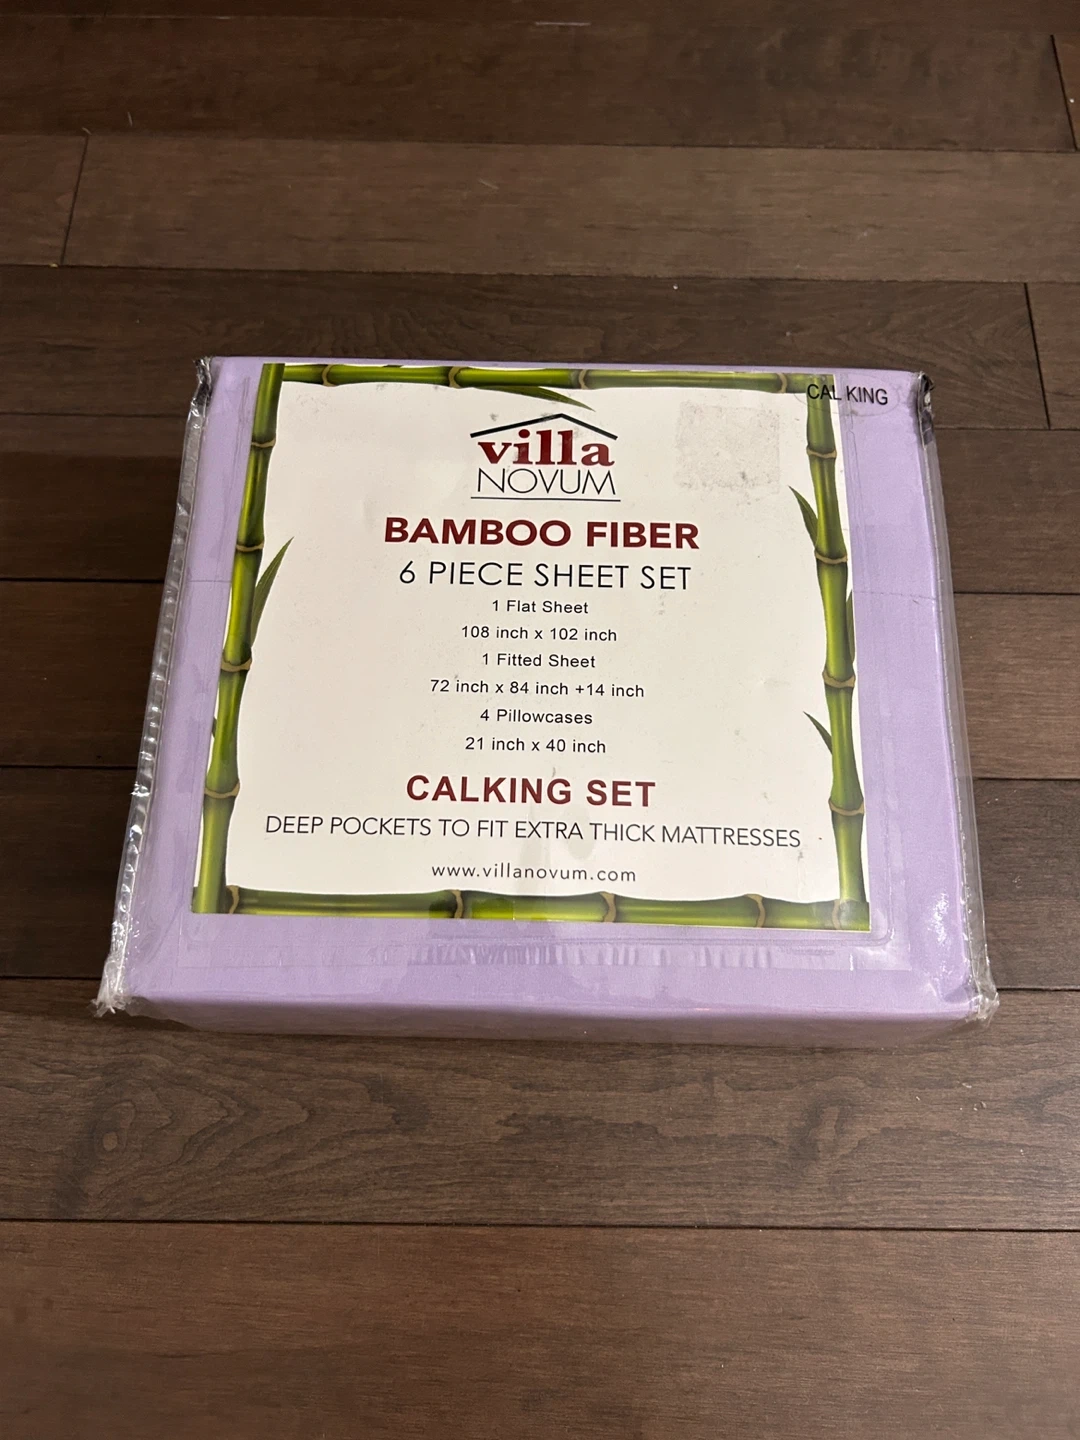 CAL KING
villa
NOVUM
BAMBOO FIBER
6 PIECE SHEET SET
1 Flat Sheet
108 inch x 102 inch
1 Fitted Sheet
72 inch x 84 inch +14 inch
4 Pillowcases
21 inch x 40 inch
CALKING SET
DEEP POCKETS TO FIT EXTRA THICK MATTRESSES
www.villanovum.com